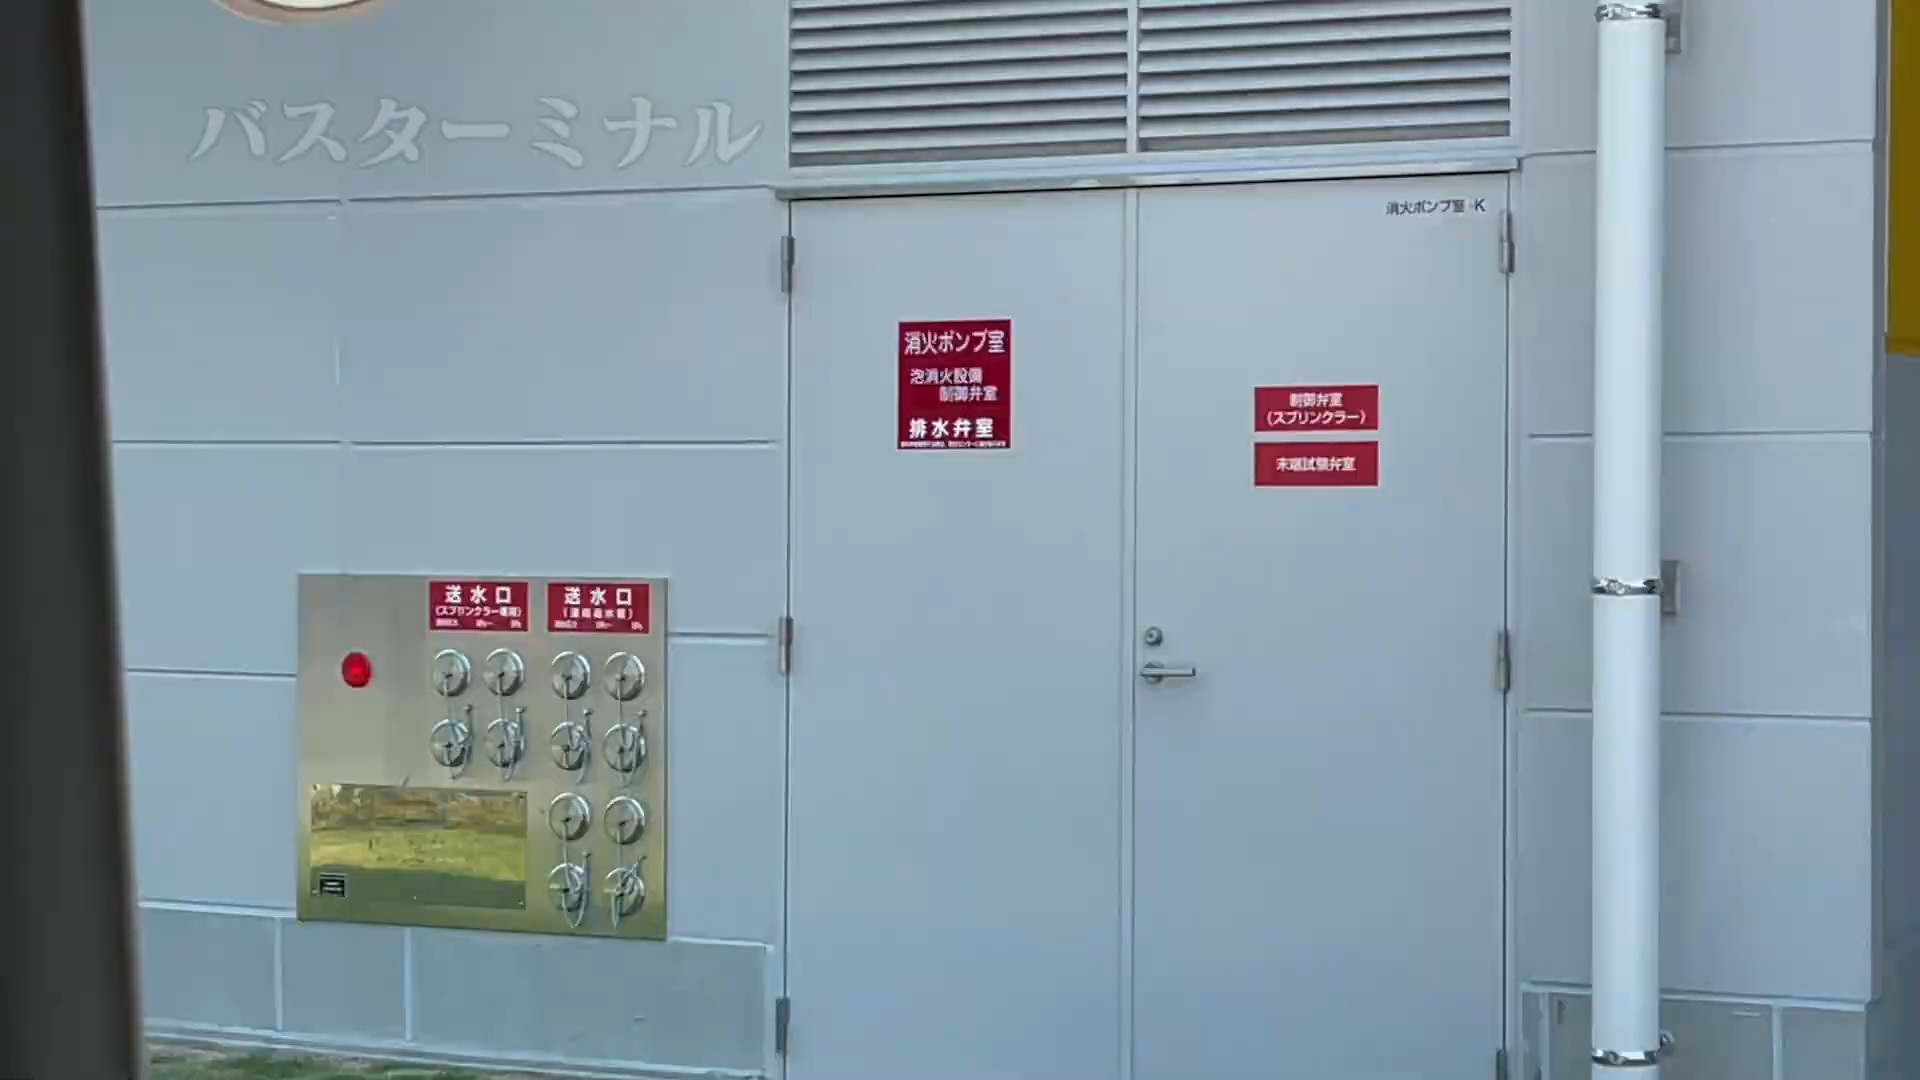 バスターミナル
消火ポンプ室-K
消火ポンプ室
泡消火設備
制御弁室
排水弁室
制御弁室
(スプリンクラー)
末端試験弁室
送水口
(スプリンクラー専用)
送水口